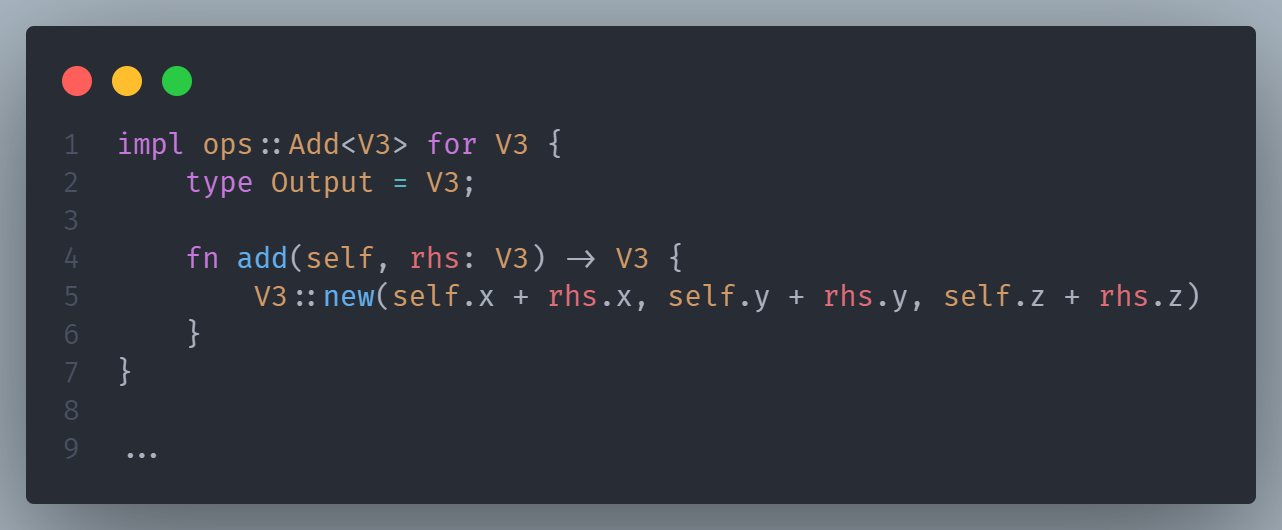 1 impl ops::Add<V3> for V3 {
2     type Output = V3;
3
4     fn add(self, rhs: V3) -> V3 {
5         V3::new(self.x + rhs.x, self.y + rhs.y, self.z + rhs.z)
6     }
7 }
8
9 ...